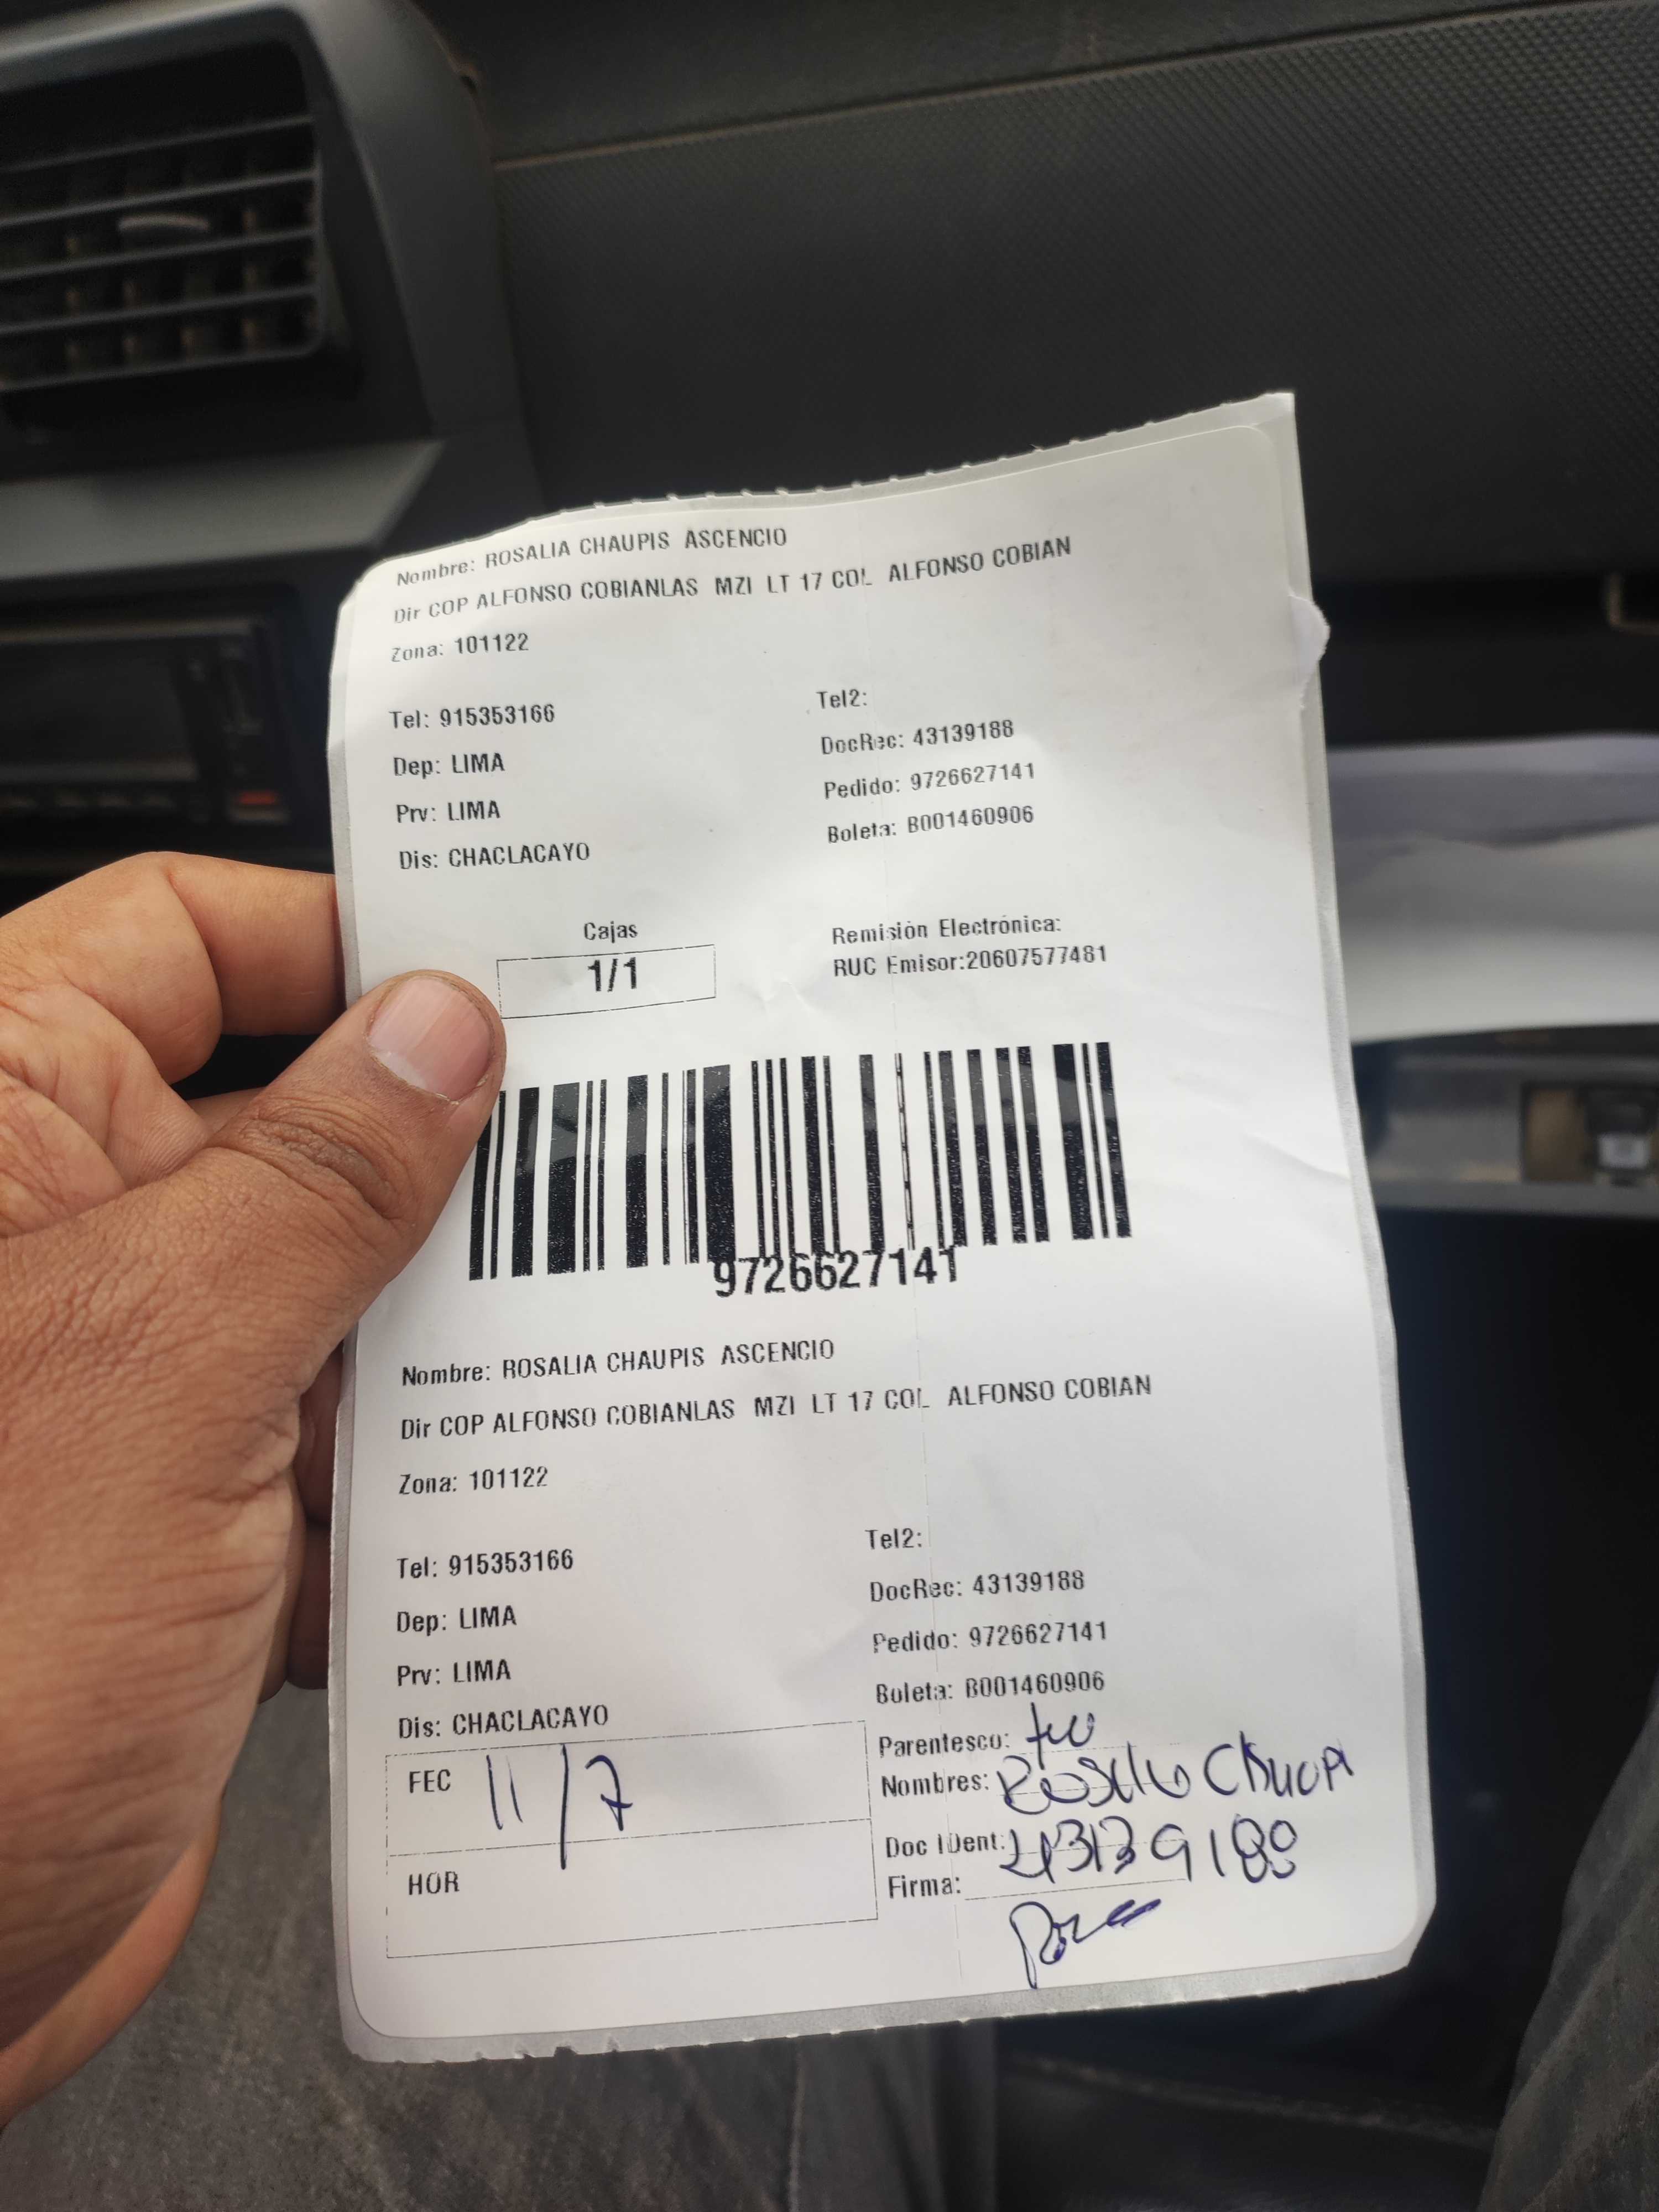 Nombre: ROSALIA CHAUPIS ASCENCIO
Dir COP ALFONSO COBIANLAS MZI LT 17 COL ALFONSO COBIAN
Zona: 101122
Tel: 915353166
Tel2:
Dep: LIMA
DocRec: 43139188
Prv: LIMA
Pedido: 9726627141
Dis: CHACLACAYO
Boleta: B001460906
Cajas
1/1
Remisión Electrónica:
RUC Emisor:20607577481
9726627141
Nombre: ROSALIA CHAUPIS ASCENCIO
Dir COP ALFONSO COBIANLAS MZI LT 17 COL ALFONSO COBIAN
Zona: 101122
Tel: 915353166
Tel2:
Dep: LIMA
DocRec: 43139188
Prv: LIMA
Pedido: 9726627141
Dis: CHACLACAYO
Boleta: B001460906
FEC 11/7
HOR
Parentesco:
Nombres:
Doc IDent: 43139188
Firma: